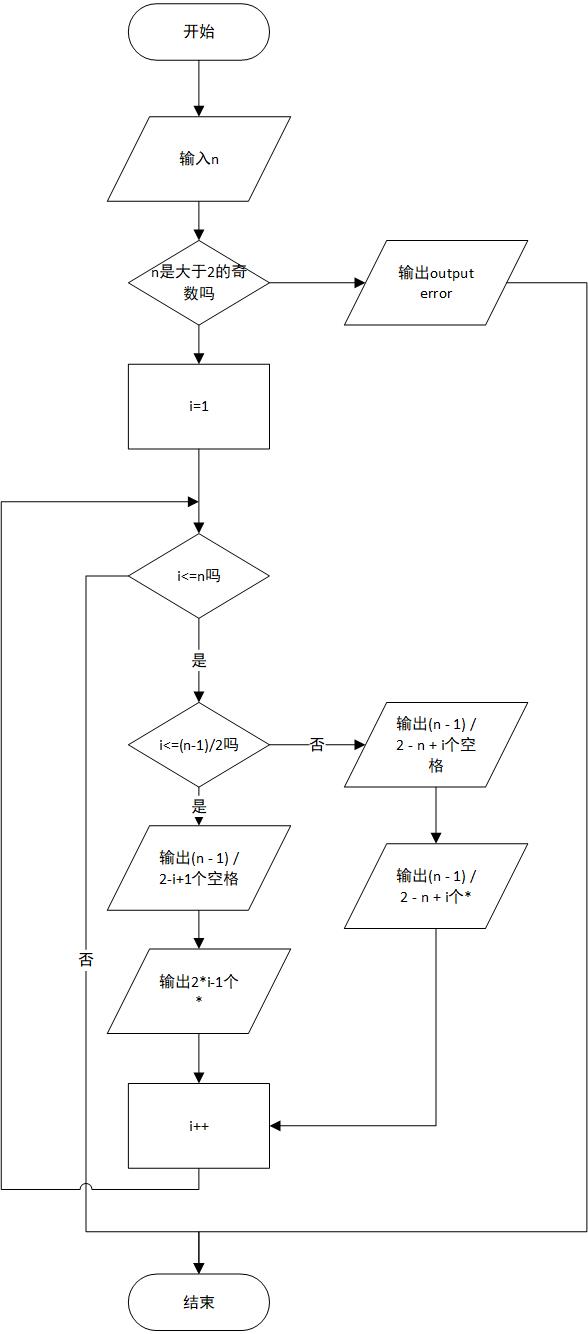 开始
输入n
n是大于2的奇
数吗
输出output
error
i=1
i<=n吗
是
i<=(n-1)/2吗
否
输出(n - 1) /
2 - n + i个空
格
是
输出(n - 1) /
2-i+1个空格
输出(n - 1) /
2 - n + i个*
否
输出2*i-1个
*
i++
结束